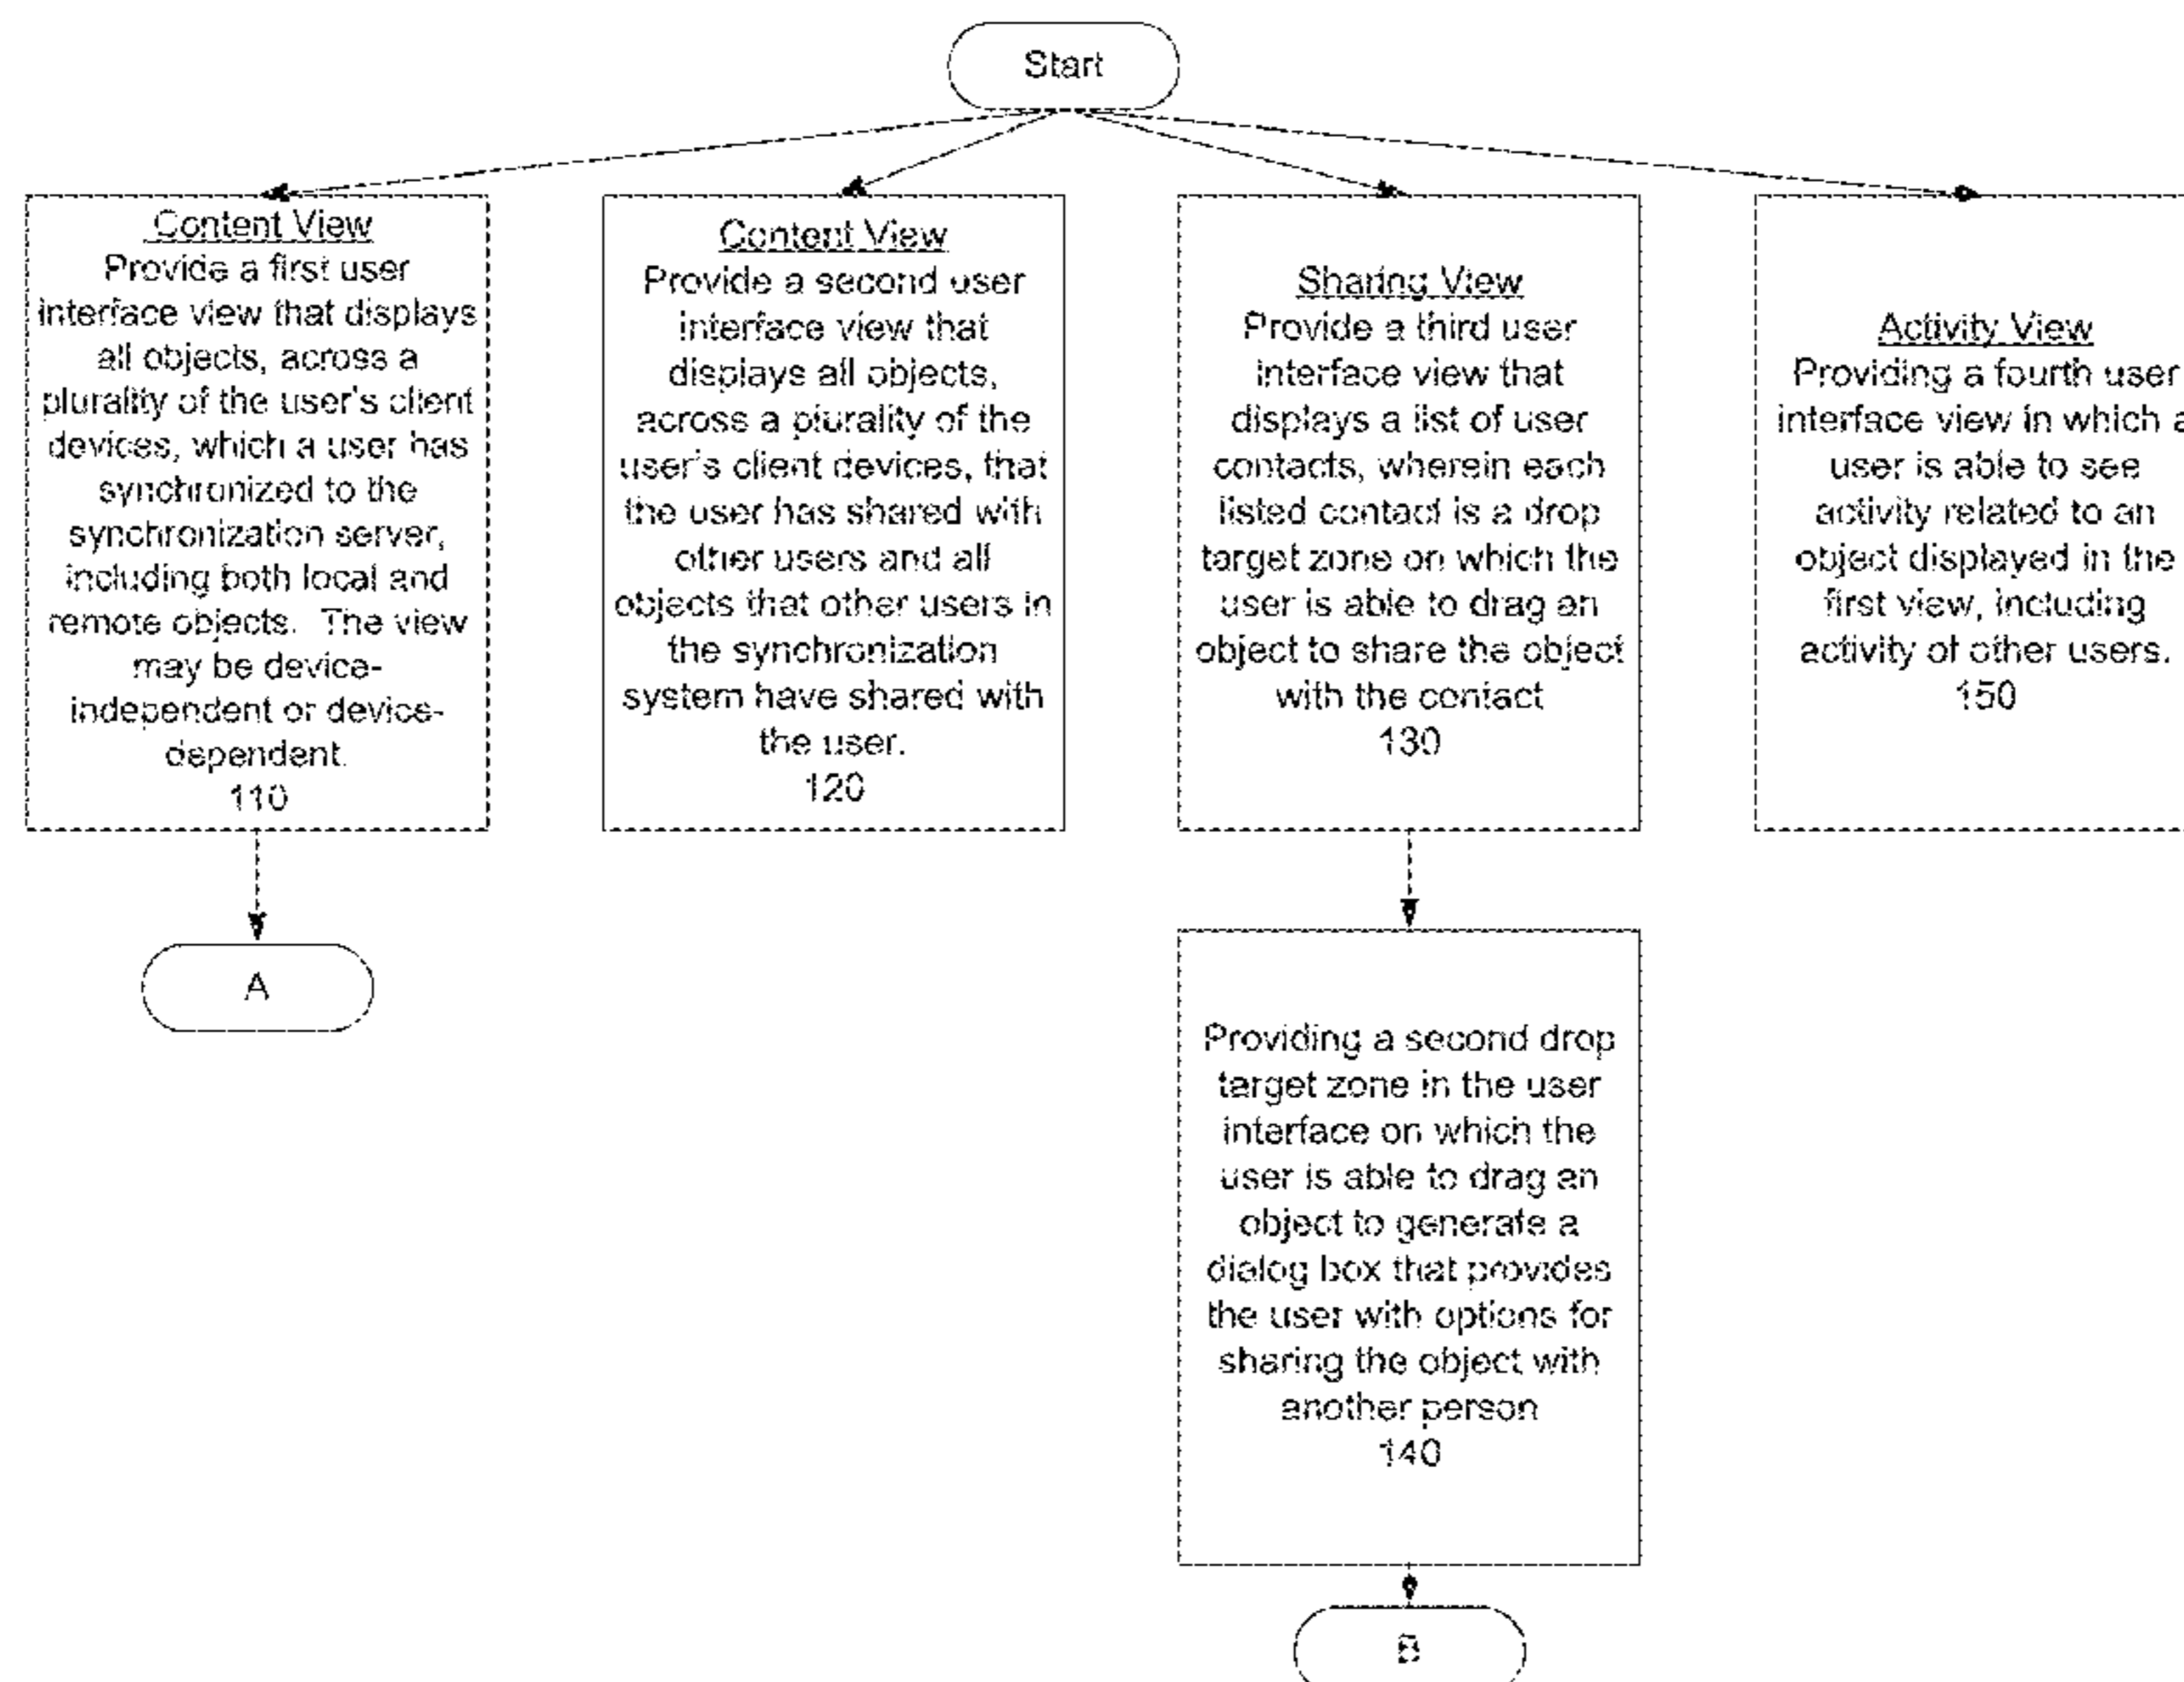 Start
Content View
Provide a first user
interface view that displays
all objects, across a
plurality of the user's client
devices, which a user has
synchronized to the
synchronization server,
including both local and
remote objects. The view
may be device-
independent or device-
dependent.
110
Content View
Provide a second user
interface view that
displays all objects,
across a plurality of the
user's client devices, that
the user has shared with
other users and all
objects that other users in
the synchronization
system have shared with
the user.
120
Sharing View
Provide a third user
interface view that
displays a list of user
contacts, wherein each
listed contact is a drop
target zone on which the
user is able to drag an
object to share the object
with the contact
130
Activity View
Providing a fourth user
interface view in which a
user is able to see
activity related to an
object displayed in the
first view, including
activity of other users.
150
A
Providing a second drop
target zone in the user
interface on which the
user is able to drag an
object to generate a
dialog box that provides
the user with options for
sharing the object with
another person
140
B